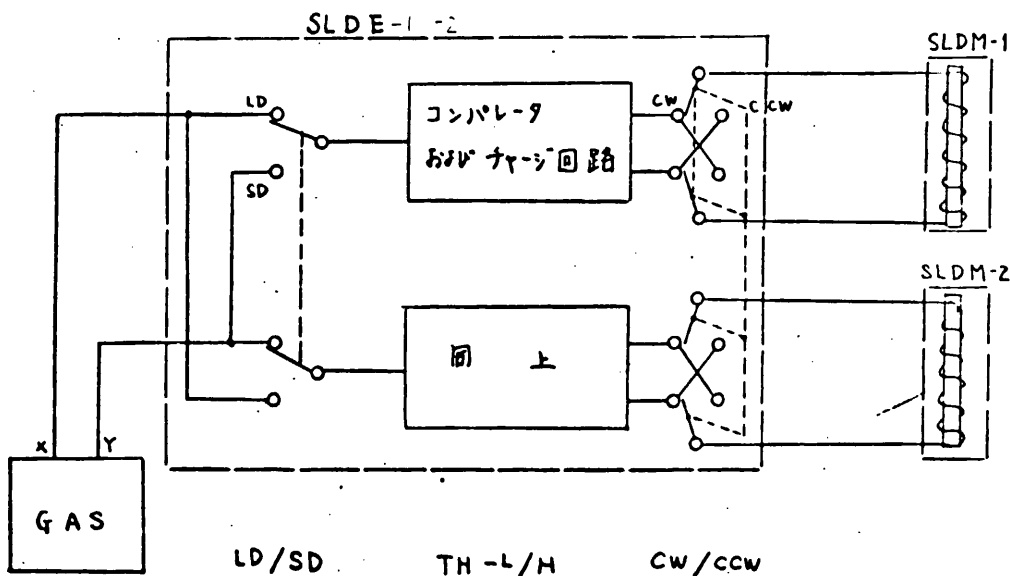 SLDE-1 -2
SLDM-1
LD
CW
CCW
コンパレータ
および チャージ回路
SD
SLDM-2
同 上
X
Y
GAS
LD/SD
TH-L/H
CW/CCW